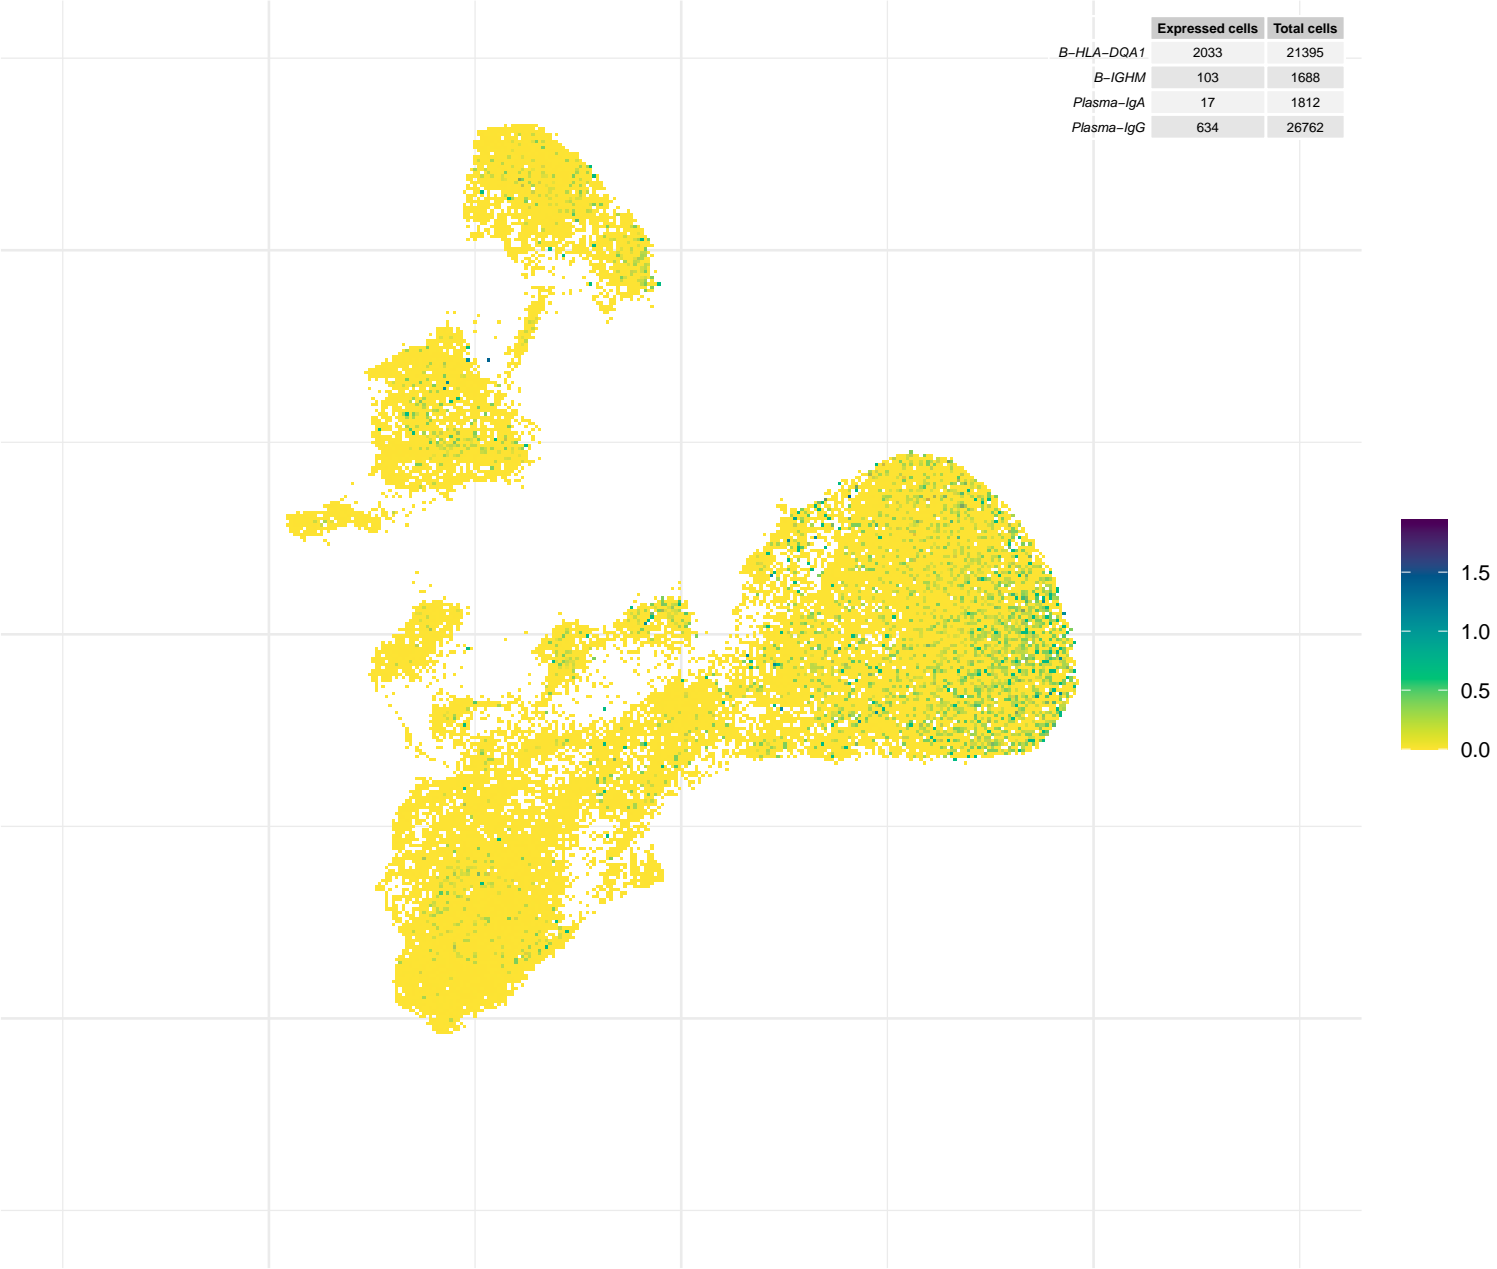 Expressed cells Total cells
B−HLA−DQA1 2033 21395
B−IGHM 103 1688
Plasma−IgA 17 1812
Plasma−IgG 634 26762
1.5
1.0
0.5
0.0